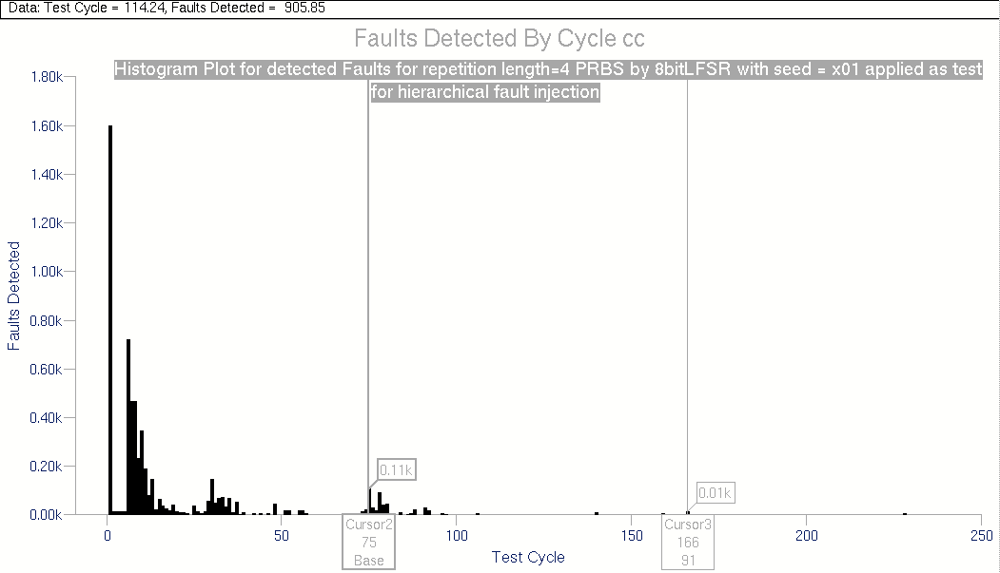 Data: Test Cycle = 114.24, Faults Detected = 905.85
Faults Detected By Cycle cc
Histogram Plot for detected Faults for repetition length=4 PRBS by 8bitLFSR with seed = x01 applied as test
for hierarchical fault injection
1.80k
1.60k
1.40k
1.20k
1.00k
0.80k
0.60k
0.40k
0.20k
0.00k
Faults Detected
0.11k
0.01k
0
50
100
150
200
250
Cursor2
75
Base
Cursor3
166
91
Test Cycle